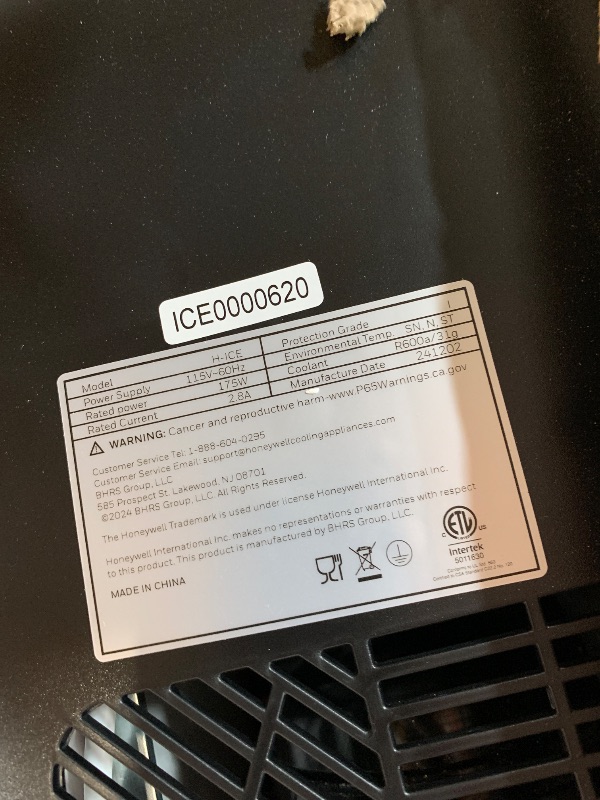 ICE0000620
Model H-ICE Protection Grade I
Power Supply 115V~60Hz Environmental Temp. SN, N, ST
Rated power 175W Coolant R600a/31g
Rated Current 2.8A Manufacture Date 241202
WARNING: Cancer and reproductive harm-www.P65Warnings.ca.gov
Customer Service Tel: 1-888-604-0295
Customer Service Email: support@honeywellcoolingappliances.com
BHRS Group, LLC
585 Prospect St. Lakewood, NJ 08701
©2024 BHRS Group, LLC. All Rights Reserved.
The Honeywell Trademark is used under license Honeywell International Inc.
Honeywell International Inc. makes no representations or warranties with respect
to this product. This product is manufactured by BHRS Group, LLC.
MADE IN CHINA
C ETL US
Intertek
5011630